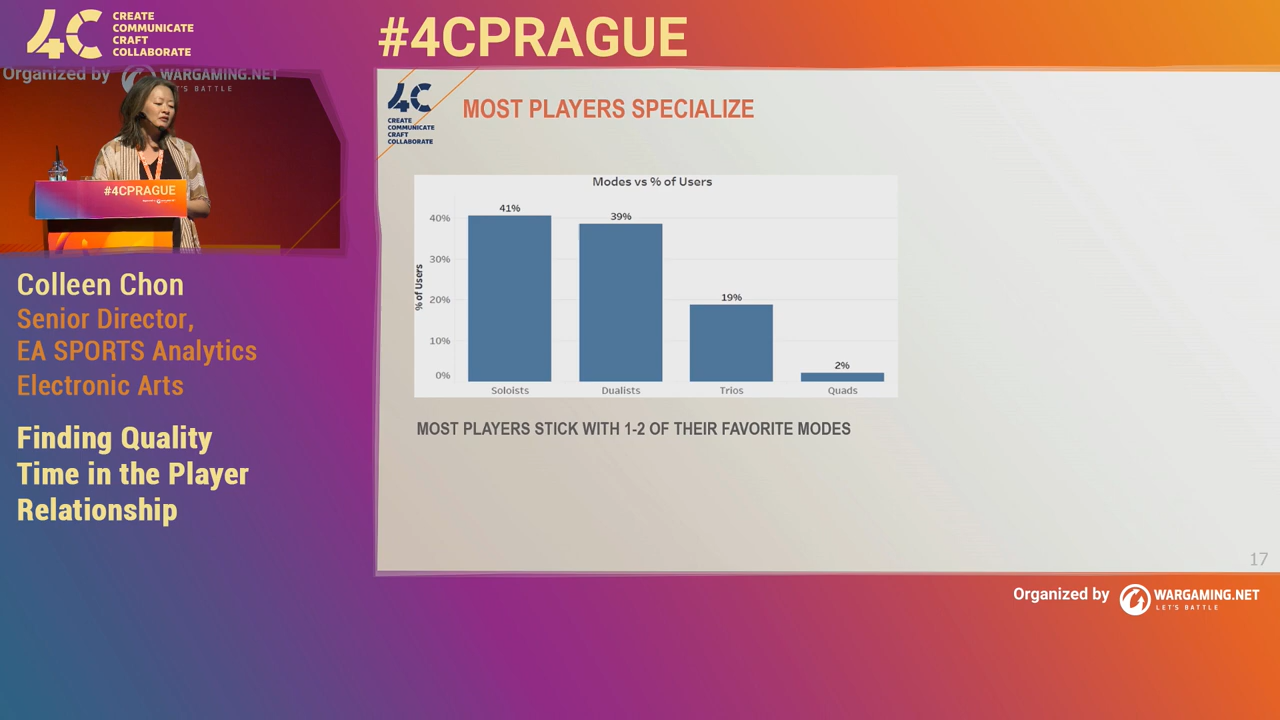 4C
CREATE
COMMUNICATE
CRAFT
COLLABORATE
#4CPRAGUE
Organized by WARGAMING.NET
LET'S BATTLE
#4CPRAGUE
Colleen Chon
Senior Director,
EA SPORTS Analytics
Electronic Arts
Finding Quality
Time in the Player
Relationship
4C
CREATE
COMMUNICATE
CRAFT
COLLABORATE
MOST PLAYERS SPECIALIZE
Modes vs % of Users
% of Users
40%
30%
20%
10%
0%
41%
39%
19%
2%
Soloists
Dualists
Trios
Quads
MOST PLAYERS STICK WITH 1-2 OF THEIR FAVORITE MODES
17
Organized by WARGAMING.NET
LET'S BATTLE